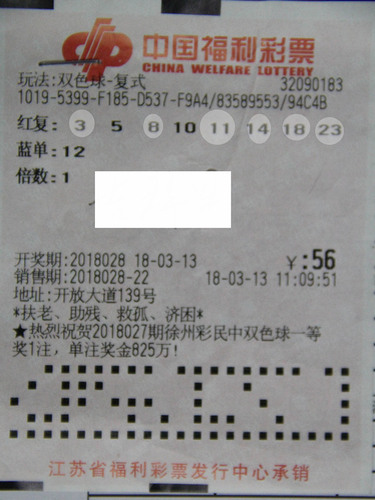 中国福利彩票
CHINA WELFARE LOTTERY
玩法:双色球-复式 32090183
1019-5399-F185-D537-F9A4/83589553/94C4B
红复: 3 5 8 10 11 14 18 23
蓝单: 12
倍数: 1
开奖期:2018028 18-03-13 ¥:56
销售期:2018028-22 18-03-13 11:09:51
地址:开放大道139号
*扶老、助残、救孤、济困*
★热烈祝贺2018027期徐州彩民中双色球一等
奖1注，单注奖金825万!
江苏省福利彩票发行中心承销